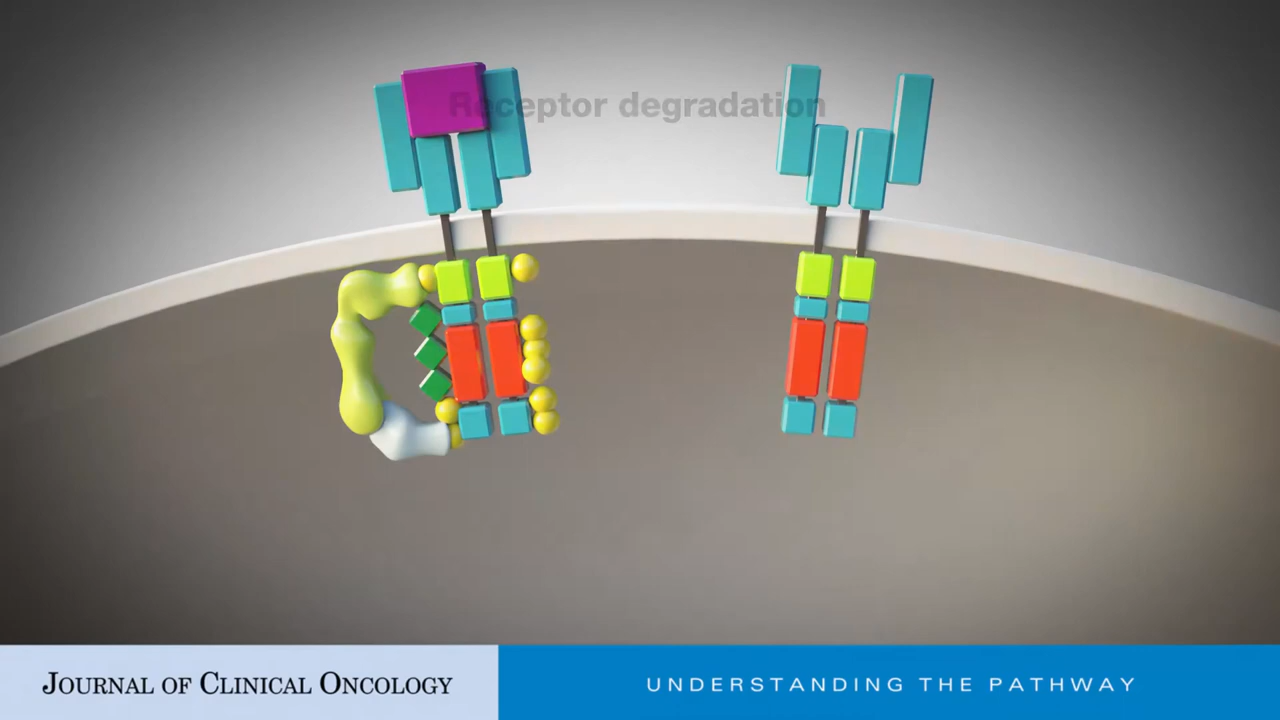 Receptor degradation
JOURNAL OF CLINICAL ONCOLOGY
UNDERSTANDING THE PATHWAY